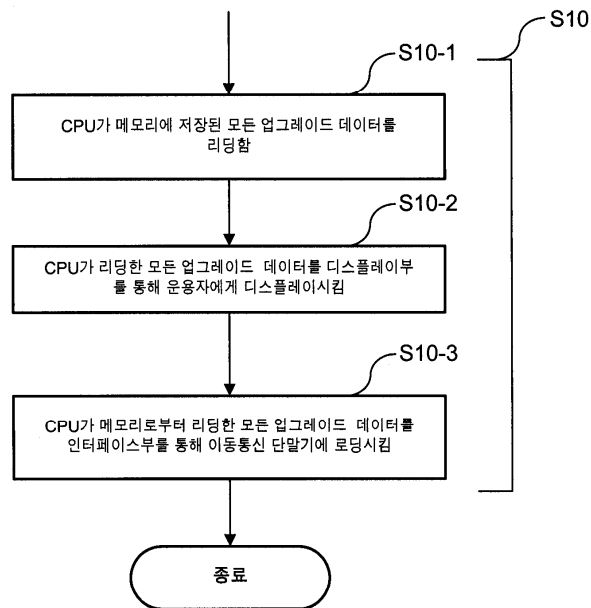 S10
S10-1
CPU가 메모리에 저장된 모든 업그레이드 데이터를
리딩함
S10-2
CPU가 리딩한 모든 업그레이드 데이터를 디스플레이부
를 통해 운용자에게 디스플레이시킴
S10-3
CPU가 메모리로부터 리딩한 모든 업그레이드 데이터를
인터페이스부를 통해 이동통신 단말기에 로딩시킴
종료